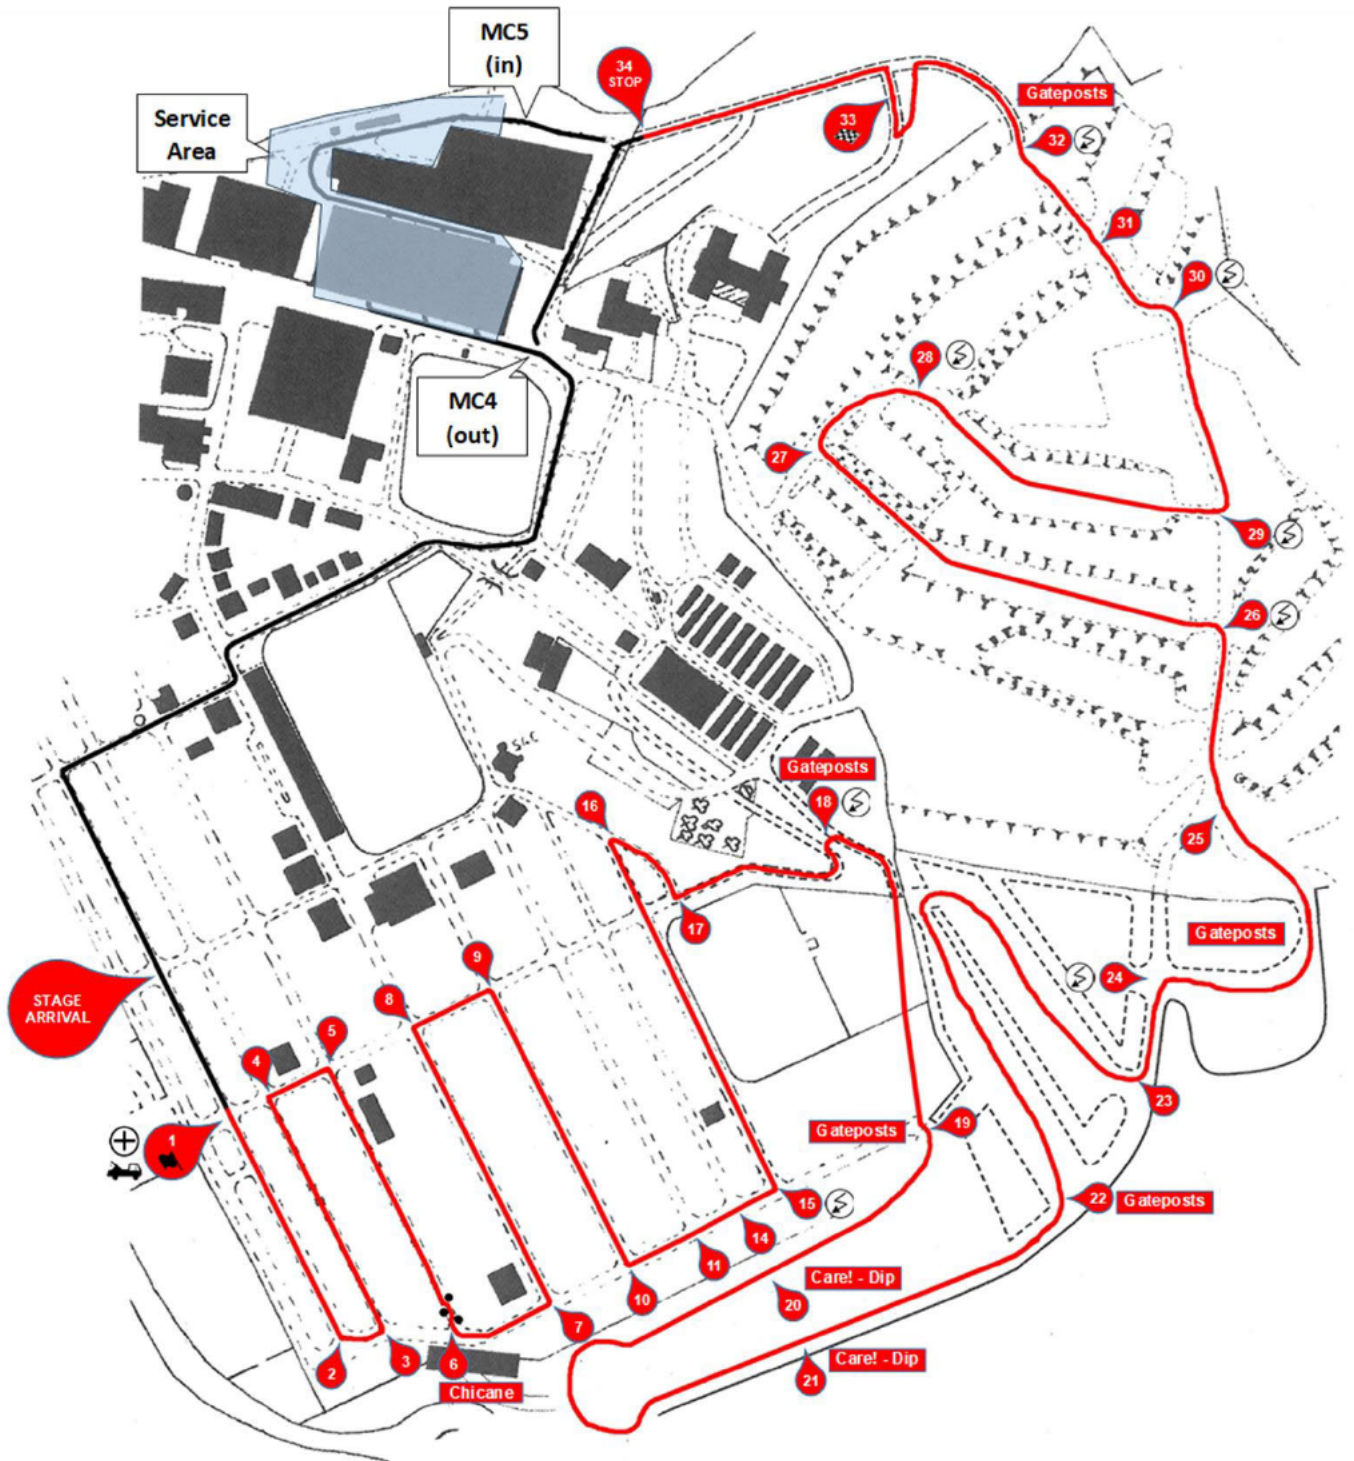 MC5
(in)
34
STOP
Gateposts
Service
Area
33
32
31
30
28
MC4
(out)
27
29
26
S&C
Gateposts
18
16
25
17
Gateposts
9
24
8
STAGE
ARRIVAL
5
4
23
19
Gateposts
1
22
Gateposts
15
14
11
Care! - Dip
10
20
7
3
6
2
Care! - Dip
21
Chicane